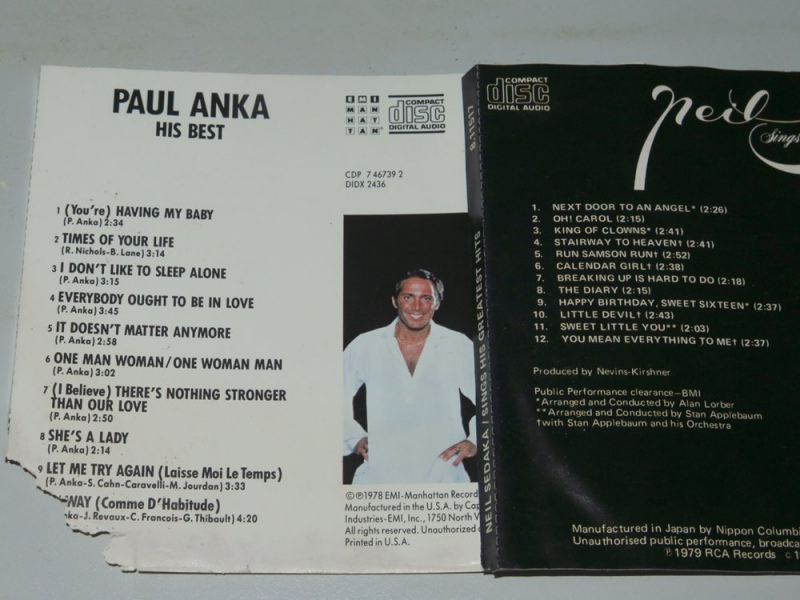 PAUL ANKA
HIS BEST
EMI
MAN
HAT
TAN
COMPACT
disc
DIGITAL AUDIO
CDP 7 46739 2
DIDX 2436
1 (You're) HAVING MY BABY
(P. Anka) 2:34
2 TIMES OF YOUR LIFE
(R. Nichols-B. Lane) 3:14
3 I DON'T LIKE TO SLEEP ALONE
(P. Anka) 3:15
4 EVERYBODY OUGHT TO BE IN LOVE
(P. Anka) 3:45
5 IT DOESN'T MATTER ANYMORE
(P. Anka) 2:58
6 ONE MAN WOMAN/ONE WOMAN MAN
(P. Anka) 3:02
7 (I Believe) THERE'S NOTHING STRONGER
THAN OUR LOVE
(P. Anka) 2:50
8 SHE'S A LADY
(P. Anka) 2:14
9 LET ME TRY AGAIN (Laisse Moi Le Temps)
(P. Anka-S. Cahn-Caravelli-M. Jourdan) 3:33
WAY (Comme D'Habitude)
nka-J. Revaux-C. Francois-G. Thibault) 4:20
©℗1978 EMI-Manhattan Record
Manufactured in the U.S.A. by Cap
Industries-EMI, Inc., 1750 North V
All rights reserved. Unauthorized
Printed in U.S.A.
8.11517
NEIL SEDAKA/SINGS HIS GREATEST HITS
COMPACT
disc
DIGITAL AUDIO
Neil
Sings
1. NEXT DOOR TO AN ANGEL* (2:26)
2. OH! CAROL (2:15)
3. KING OF CLOWNS* (2:41)
4. STAIRWAY TO HEAVEN† (2:41)
5. RUN SAMSON RUN† (2:52)
6. CALENDAR GIRL† (2:38)
7. BREAKING UP IS HARD TO DO (2:18)
8. THE DIARY (2:15)
9. HAPPY BIRTHDAY, SWEET SIXTEEN* (2:37)
10. LITTLE DEVIL† (2:43)
11. SWEET LITTLE YOU** (2:03)
12. YOU MEAN EVERYTHING TO ME† (2:37)
Produced by Nevins-Kirshner
Public Performance clearance—BMI
*Arranged and Conducted by Alan Lorber
**Arranged and Conducted by Stan Applebaum
†with Stan Applebaum and his Orchestra
Manufactured in Japan by Nippon Columb
Unauthorised public performance, broadca
℗ 1979 RCA Records © 1